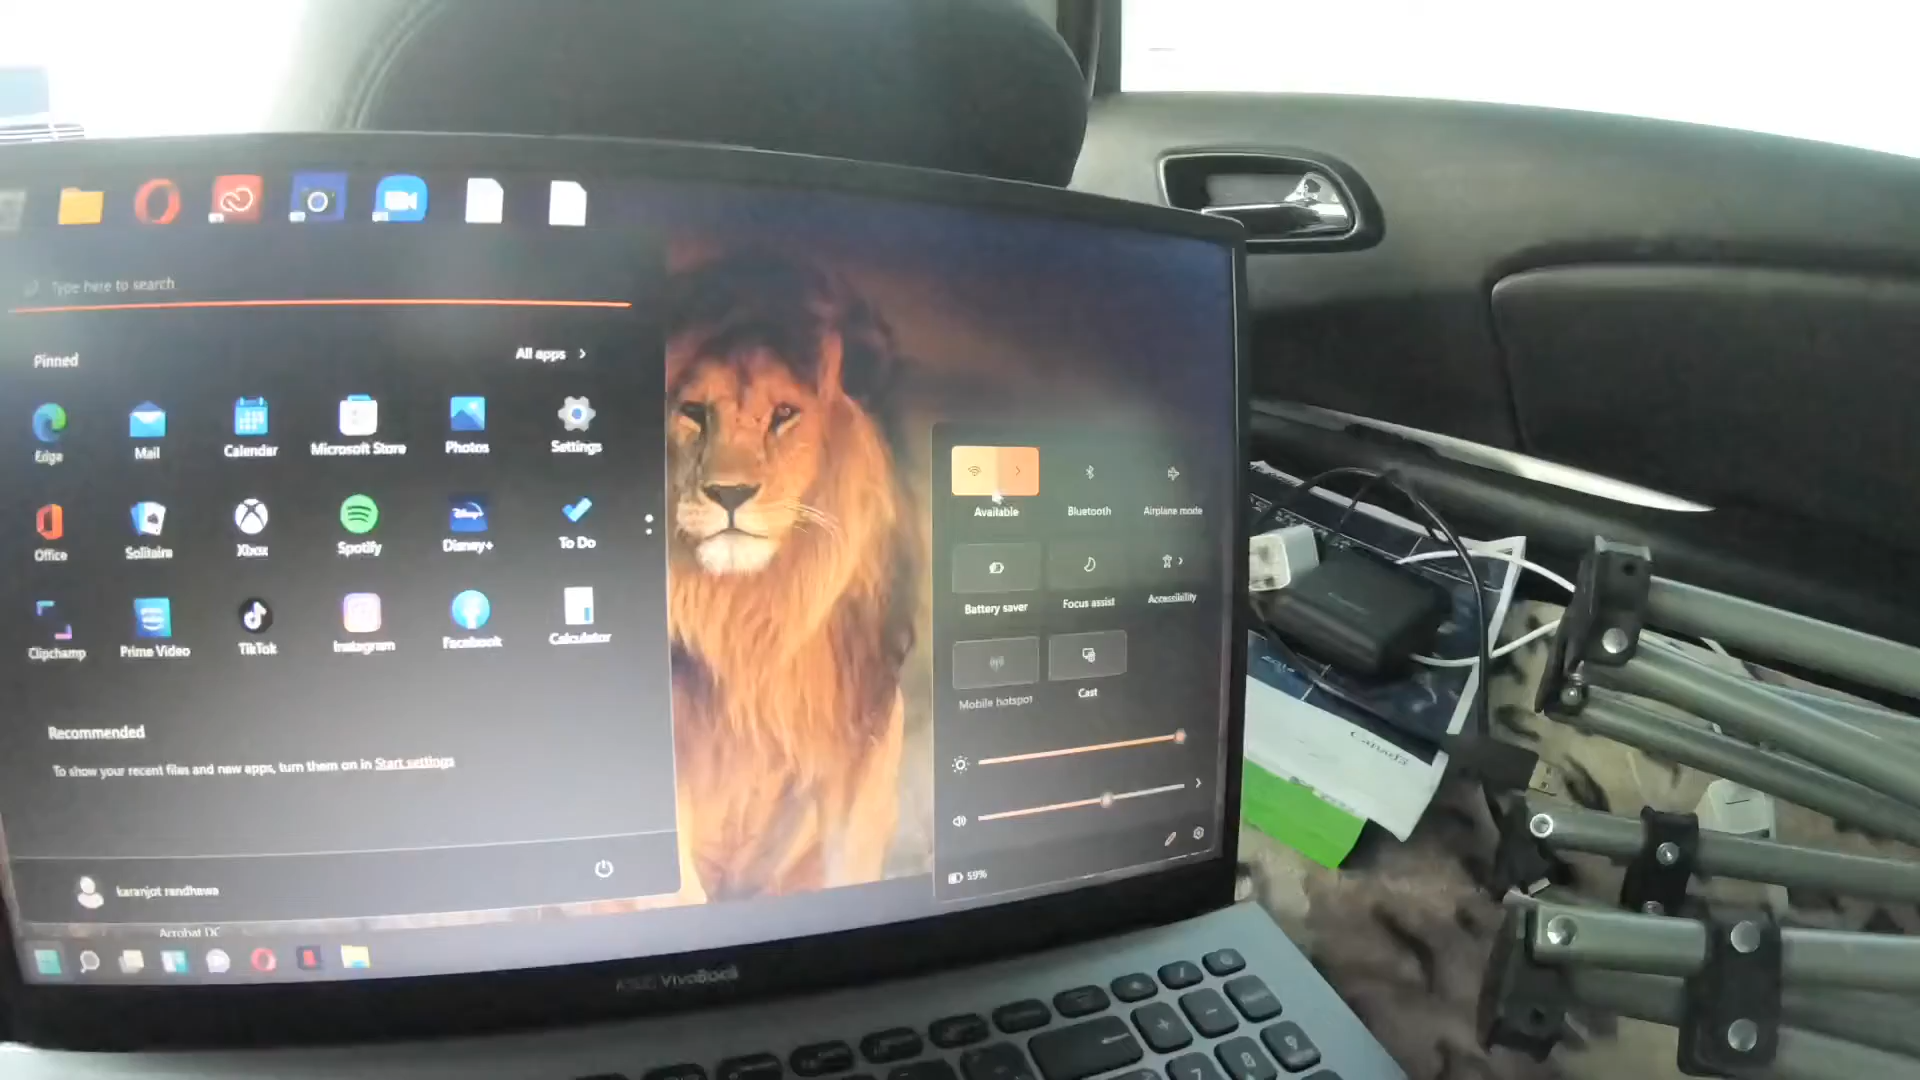 Type here to search
Pinned
All apps >
Edge
Mail
Calendar
Microsoft Store
Photos
Settings
Office
Solitaire
Xbox
Spotify
Disney+
To Do
Clipchamp
Prime Video
TikTok
Instagram
Facebook
Calculator
Recommended
To show your recent files and new apps, turn them on in Start settings
karanjot randhawa
Available
Bluetooth
Airplane mode
Battery saver
Focus assist
Accessibility
Mobile hotspot
Cast
59%
Acrobat DC
ASUS VivoBook
Canada